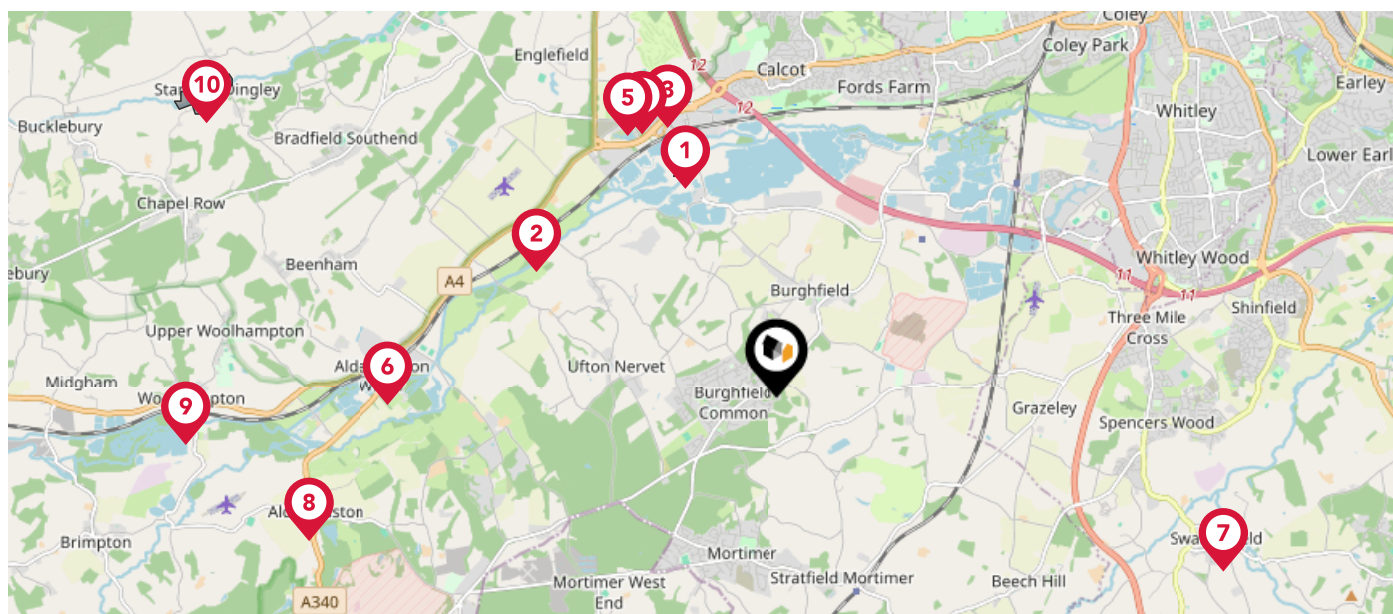 Coley
Englefield
12
Coley Park
Calcot
10
Earley
5
3
12
Fords Farm
Whitley
Bucklebury
Bradfield Southend
1
Lower Earl
Chapel Row
2
Beenham
A4
11
Whitley Wood
ebury
Burghfield
11
Shinfield
Upper Woolhampton
Three Mile
Cross
6
Ufton Nervet
Midgham
9
Burghfield
Common
Grazeley
Spencers Wood
8
7
Brimpton
Mortimer
Mortimer West
End
Stratfield Mortimer
Beech Hill
A340